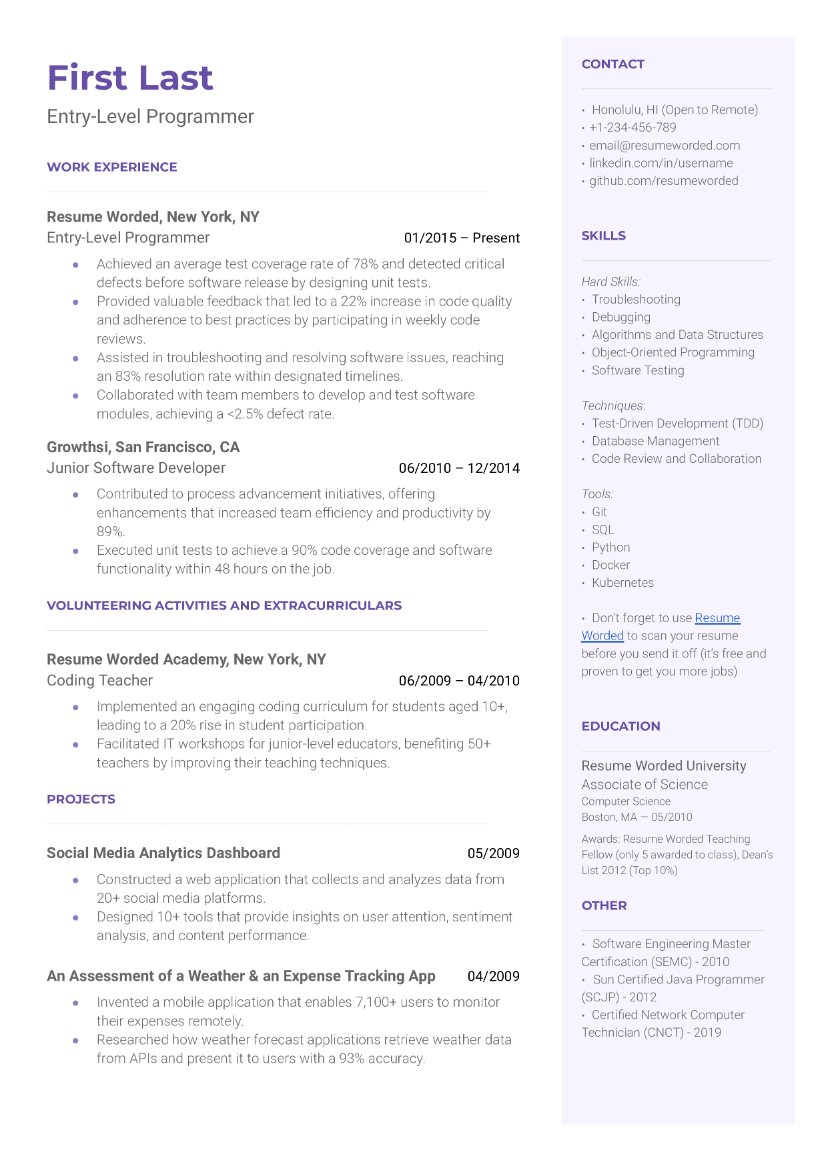 First Last
Entry-Level Programmer
WORK EXPERIENCE
Resume Worded, New York, NY
Entry-Level Programmer 01/2015 – Present
• Achieved an average test coverage rate of 78% and detected critical
defects before software release by designing unit tests.
• Provided valuable feedback that led to a 22% increase in code quality
and adherence to best practices by participating in weekly code
reviews.
• Assisted in troubleshooting and resolving software issues, reaching
an 83% resolution rate within designated timelines.
• Collaborated with team members to develop and test software
modules, achieving a <2.5% defect rate.
Growthsi, San Francisco, CA
Junior Software Developer 06/2010 – 12/2014
• Contributed to process advancement initiatives, offering
enhancements that increased team efficiency and productivity by
89%.
• Executed unit tests to achieve a 90% code coverage and software
functionality within 48 hours on the job.
VOLUNTEERING ACTIVITIES AND EXTRACURRICULARS
Resume Worded Academy, New York, NY
Coding Teacher 06/2009 – 04/2010
• Implemented an engaging coding curriculum for students aged 10+,
leading to a 20% rise in student participation.
• Facilitated IT workshops for junior-level educators, benefiting 50+
teachers by improving their teaching techniques.
PROJECTS
Social Media Analytics Dashboard 05/2009
• Constructed a web application that collects and analyzes data from
20+ social media platforms.
• Designed 10+ tools that provide insights on user attention, sentiment
analysis, and content performance.
An Assessment of a Weather & an Expense Tracking App 04/2009
• Invented a mobile application that enables 7,100+ users to monitor
their expenses remotely.
• Researched how weather forecast applications retrieve weather data
from APIs and present it to users with a 93% accuracy.
CONTACT
• Honolulu, HI (Open to Remote)
• +1-234-456-789
• email@resumeworded.com
• linkedin.com/in/username
• github.com/resumeworded
SKILLS
Hard Skills:
• Troubleshooting
• Debugging
• Algorithms and Data Structures
• Object-Oriented Programming
• Software Testing
Techniques:
• Test-Driven Development (TDD)
• Database Management
• Code Review and Collaboration
Tools:
• Git
• SQL
• Python
• Docker
• Kubernetes
• Don't forget to use Resume
Worded to scan your resume
before you send it off (it's free and
proven to get you more jobs)
EDUCATION
Resume Worded University
Associate of Science
Computer Science
Boston, MA — 05/2010
Awards: Resume Worded Teaching
Fellow (only 5 awarded to class), Dean's
List 2012 (Top 10%)
OTHER
• Software Engineering Master
Certification (SEMC) - 2010
• Sun Certified Java Programmer
(SCJP) - 2012
• Certified Network Computer
Technician (CNCT) - 2019